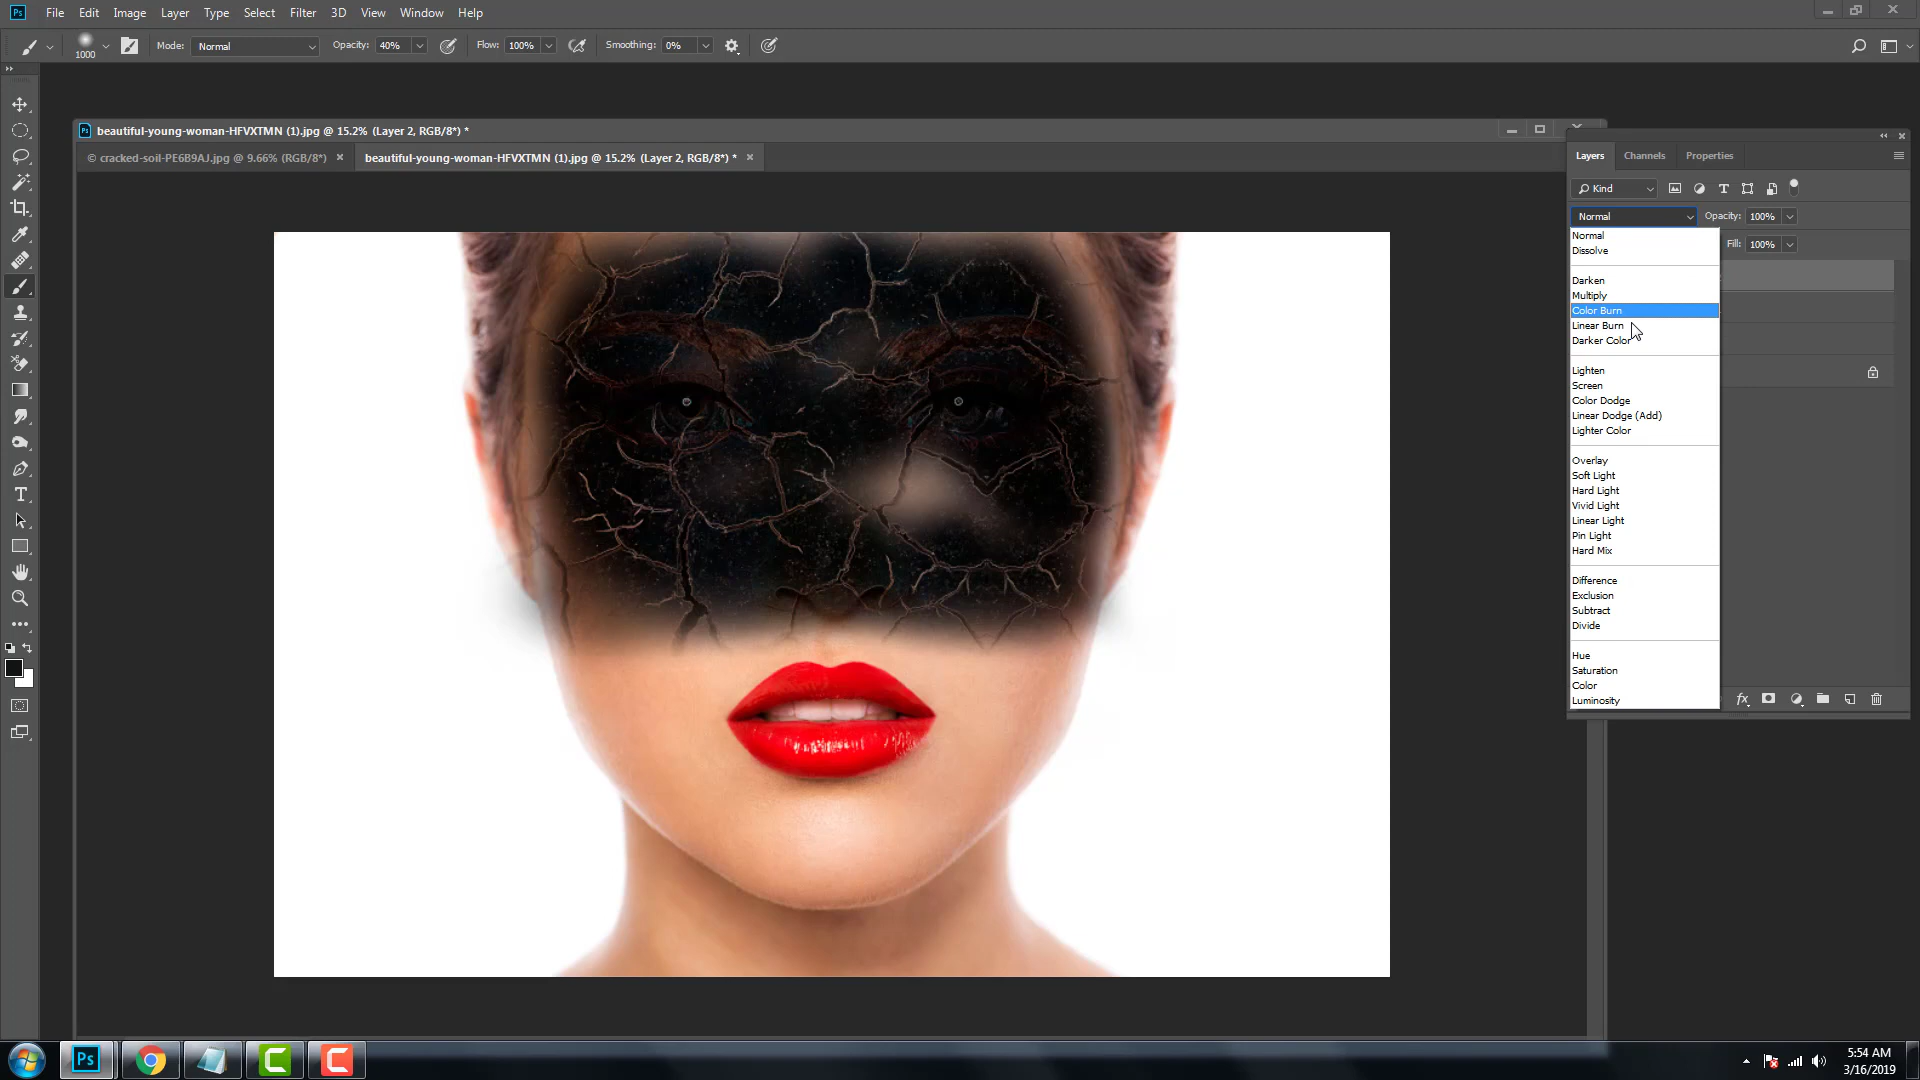 Ps File Edit Image Layer Type Select Filter 3D View Window Help
1000 Mode: Normal Opacity: 40% Flow: 100% Smoothing: 0%
beautiful-young-woman-HFVXTMN (1).jpg @ 15.2% (Layer 2, RGB/8*) *
© cracked-soil-PE6B9AJ.jpg @ 9.66% (RGB/8*) × beautiful-young-woman-HFVXTMN (1).jpg @ 15.2% (Layer 2, RGB/8*) * ×
Layers Channels Properties
Kind
Normal Opacity: 100%
Fill: 100%
Normal
Dissolve
Darken
Multiply
Color Burn
Linear Burn
Darker Color
Lighten
Screen
Color Dodge
Linear Dodge (Add)
Lighter Color
Overlay
Soft Light
Hard Light
Vivid Light
Linear Light
Pin Light
Hard Mix
Difference
Exclusion
Subtract
Divide
Hue
Saturation
Color
Luminosity
fx
Ps
5:54 AM
3/16/2019